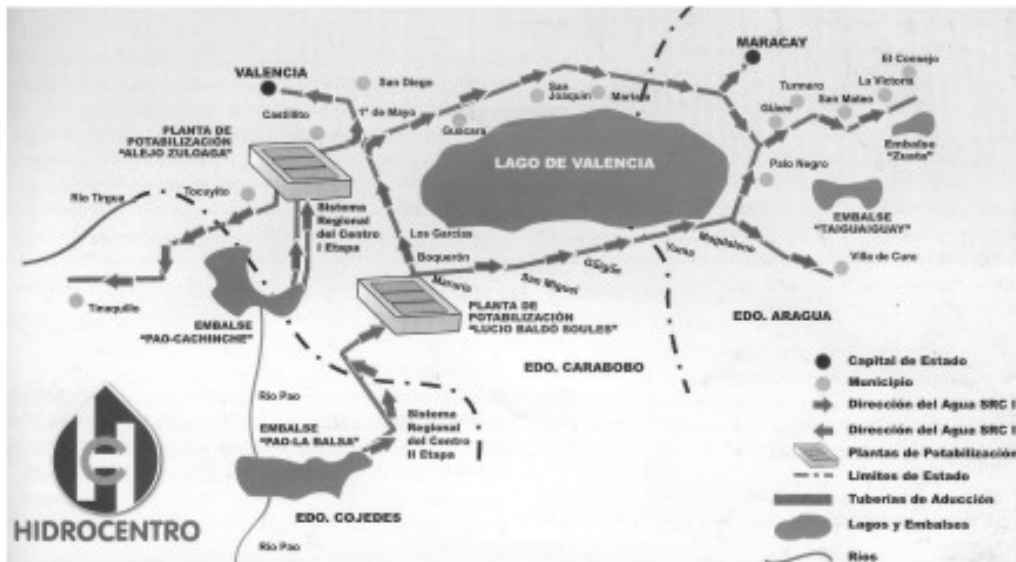 MARACAY
El Consejo
VALENCIA
San Diego
Turmero
La Victoria
Castillito
1° de Mayo
San
Joaquin
Mariara
San Mateo
Guacara
PLANTA DE
POTABILIZACIÓN
"ALEJO ZULOAGA"
Embalse
"Zuata"
LAGO DE VALENCIA
Palo Negro
Río Tirgua
Tocuyito
Sistema
Regional
del Centro
I Etapa
EMBALSE
"TAIGUAIGUAY"
Los Garcías
Boquerón
Yuma
Magdaleno
Güigüe
San Miguel
Villa de Cura
Tinaquillo
PLANTA DE
POTABILIZACIÓN
"LUCIO BALDÓ SOULES"
EMBALSE
"PAO-CACHINCHE"
EDO. ARAGUA
EDO. CARABOBO
Capital de Estado
Municipio
Río Pao
Dirección del Agua SRC I
Sistema
Regional
del Centro
II Etapa
EMBALSE
"PAO-LA BALSA"
Dirección del Agua SRC I
Plantas de Potabilización
Límites de Estado
Tuberías de Aducción
EDO. COJEDES
Lagos y Embalses
HIDROCENTRO
Río Pao
Ríos